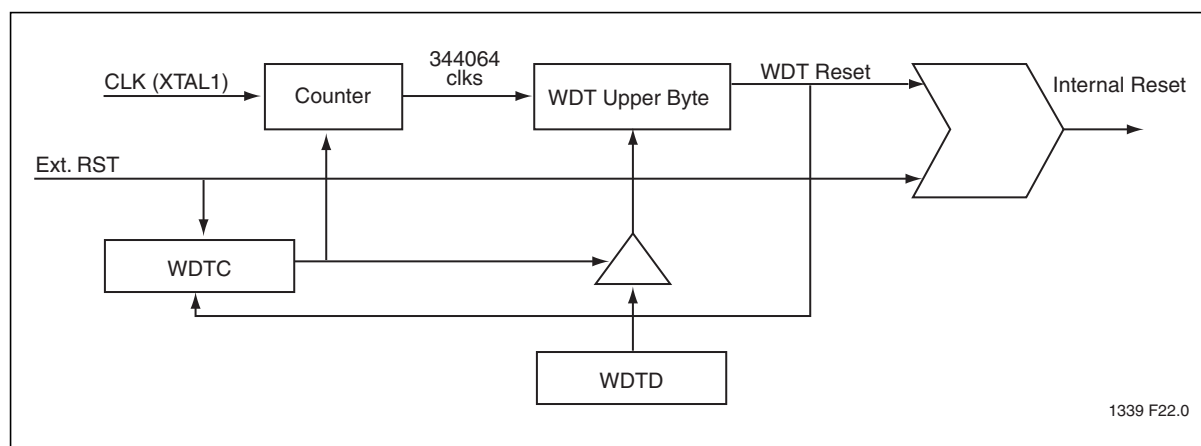 344064
clks
CLK (XTAL1)
Counter
WDT Upper Byte
WDT Reset
Internal Reset
Ext. RST
WDTC
WDTD
1339 F22.0